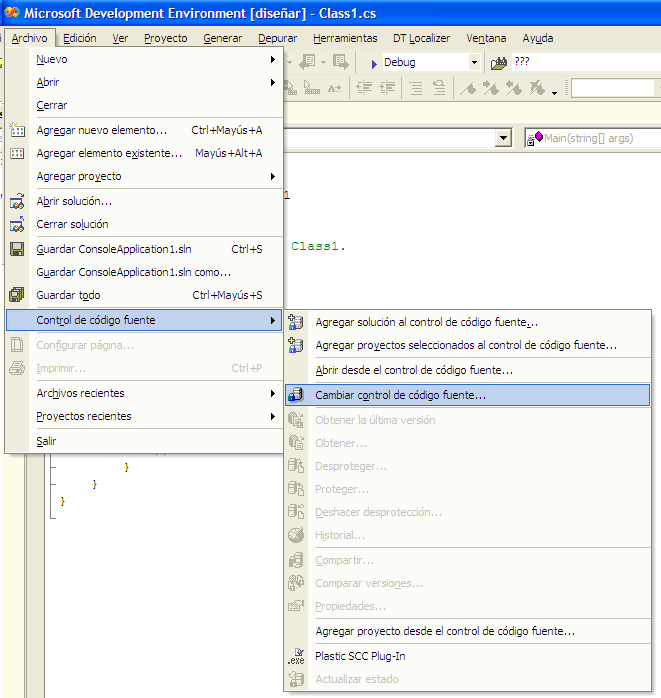 Microsoft Development Environment [diseñar] - Class1.cs
Archivo Edición Ver Proyecto Generar Depurar Herramientas DT Localizer Ventana Ayuda
Nuevo
Debug ???
Abrir
Cerrar
Agregar nuevo elemento... Ctrl+Mayús+A
Main(string[] args)
Agregar elemento existente... Mayús+Alt+A
Agregar proyecto
Abrir solución...
1
Cerrar solución
Guardar ConsoleApplication1.sln Ctrl+S
Class1.
Guardar ConsoleApplication1.sln como...
Guardar todo Ctrl+Mayús+S
Control de código fuente
Configurar página...
Imprimir... Ctrl+P
Archivos recientes
Proyectos recientes
Salir
Agregar solución al control de código fuente...
Agregar proyectos seleccionados al control de código fuente...
Abrir desde el control de código fuente...
Cambiar control de código fuente...
Obtener la última versión
Obtener...
Desproteger...
Proteger...
Deshacer desprotección...
Historial...
Compartir...
Comparar versiones...
Propiedades...
Agregar proyecto desde el control de código fuente...
.exe Plastic SCC Plug-In
Actualizar estado
}
}
}